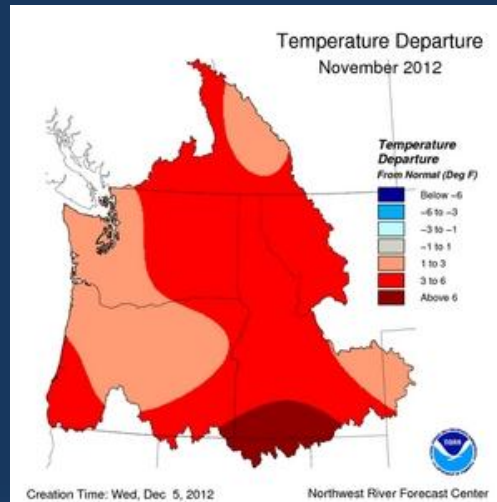 Temperature Departure
November 2012
Temperature
Departure
From Normal (Deg F)
Below -6
-6 to -3
-3 to -1
-1 to 1
1 to 3
3 to 6
Above 6
NOAA
Creation Time: Wed, Dec 5, 2012
Northwest River Forecast Center